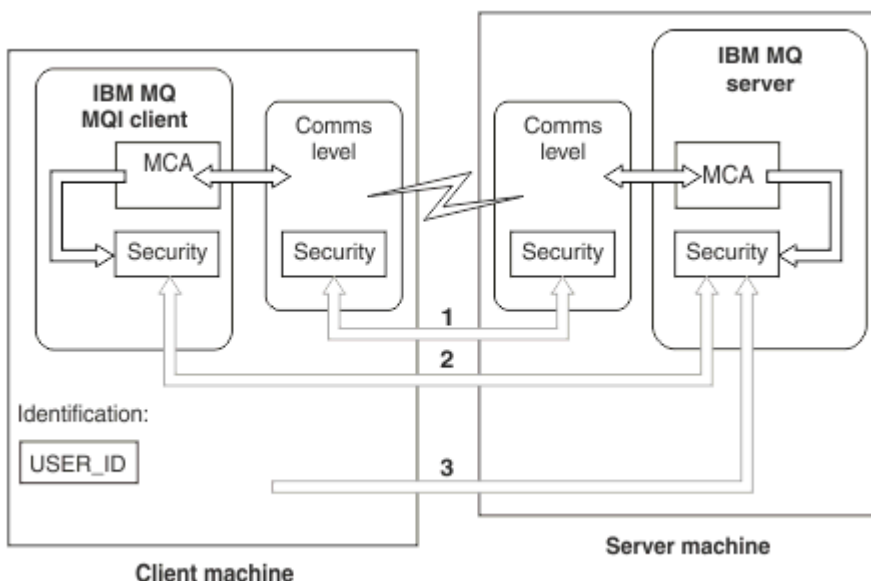 IBM MQ
MQI client
MCA
Security
Comms
level
Security
Comms
level
Security
IBM MQ
server
MCA
Security
1
2
Identification:
USER_ID
3
Client machine
Server machine